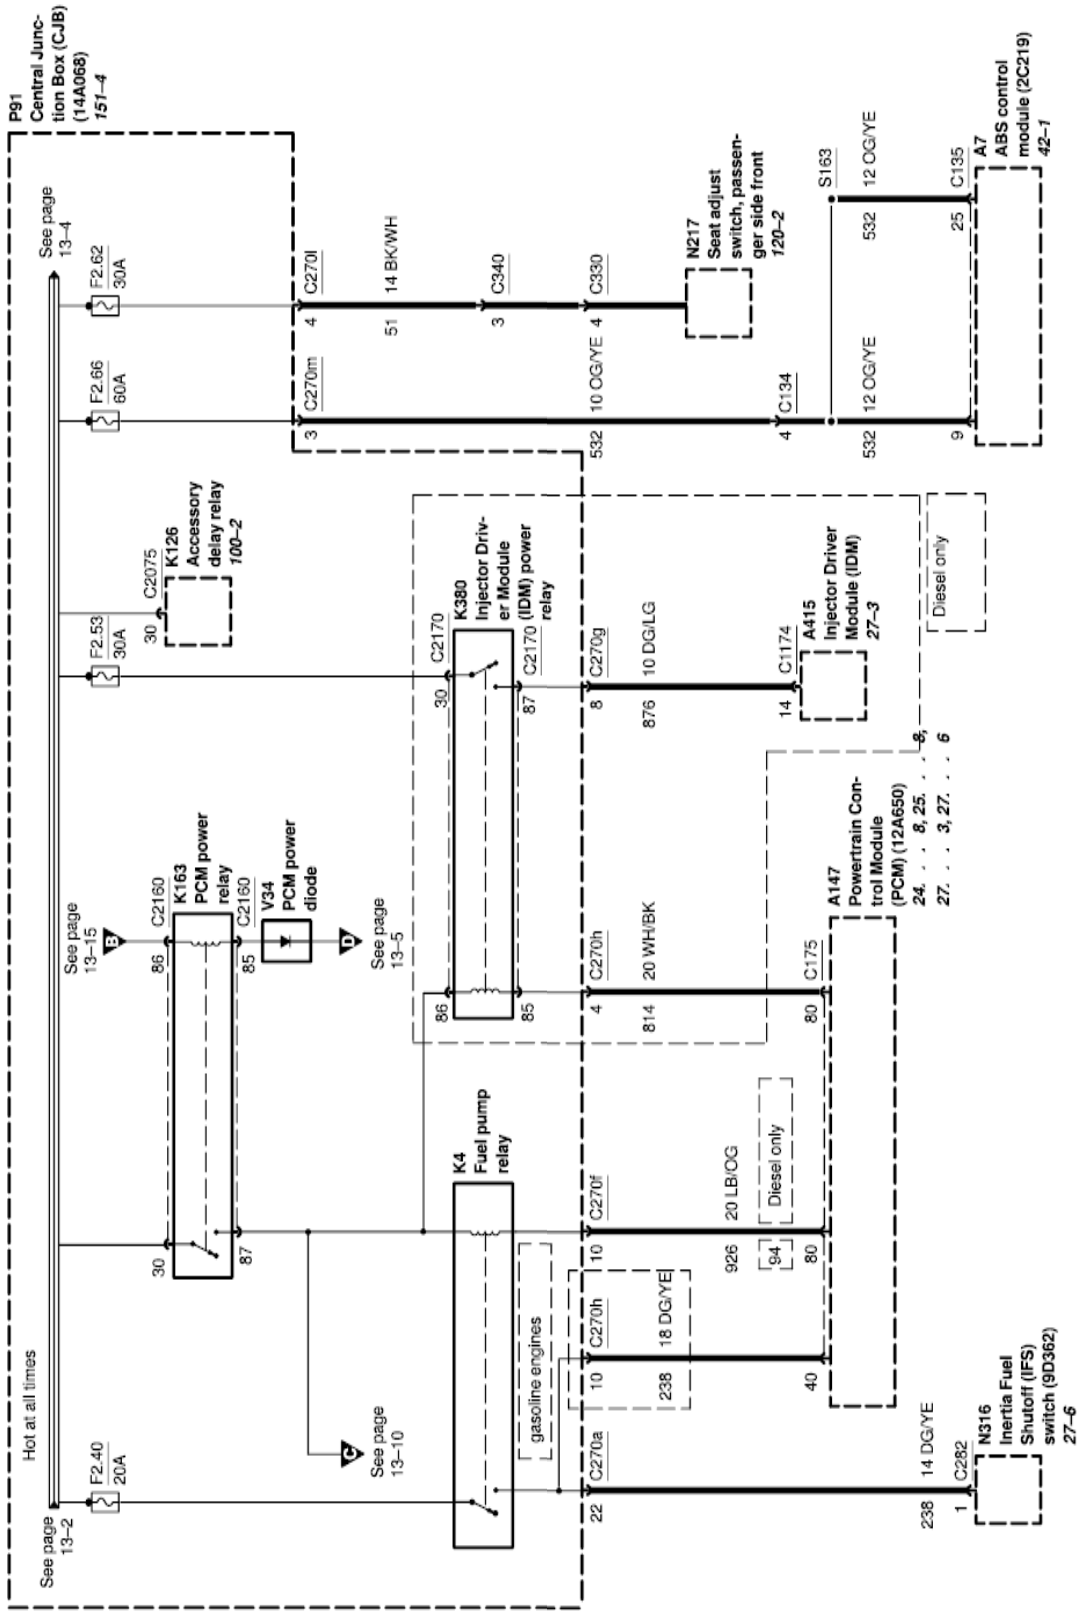 P91
Central Junc-
tion Box (CJB)
(14A068)
151–4
Hot at all times
See page
13–2
See page
13–4
F2.40
20A
F2.53
30A
F2.66
60A
F2.62
30A
See page
13–15
B
30
86
C2160
K163
PCM power
relay
87
85
C2160
V34
PCM power
diode
D
See page
13–5
30
C2075
K126
Accessory
delay relay
100–2
C
See page
13–10
K4
Fuel pump
relay
86
30
C2170
K380
Injector Driv-
er Module
(IDM) power
relay
85
87
C2170
gasoline engines
22
C270a
10
C270h
10
C270f
4
C270h
8
C270g
3
C270m
4
C270l
238
18 DG/YE
814
20 WH/BK
876
10 DG/LG
532
10 OG/YE
51
14 BK/WH
3
C340
4
C330
N217
Seat adjust
switch, passen-
ger side front
120–2
926
20 LB/OG
94
Diesel only
40
80
80
C175
A147
Powertrain Con-
trol Module
(PCM) (12A650)
24. . . 8, 25. . . 8,
27. . . 3, 27. . . 6
14
C1174
A415
Injector Driver
Module (IDM)
27–3
Diesel only
4
C134
S163
532
12 OG/YE
532
12 OG/YE
9
25
C135
A7
ABS control
module (2C219)
42–1
238
14 DG/YE
1
C282
N316
Inertia Fuel
Shutoff (IFS)
switch (9D362)
27–6